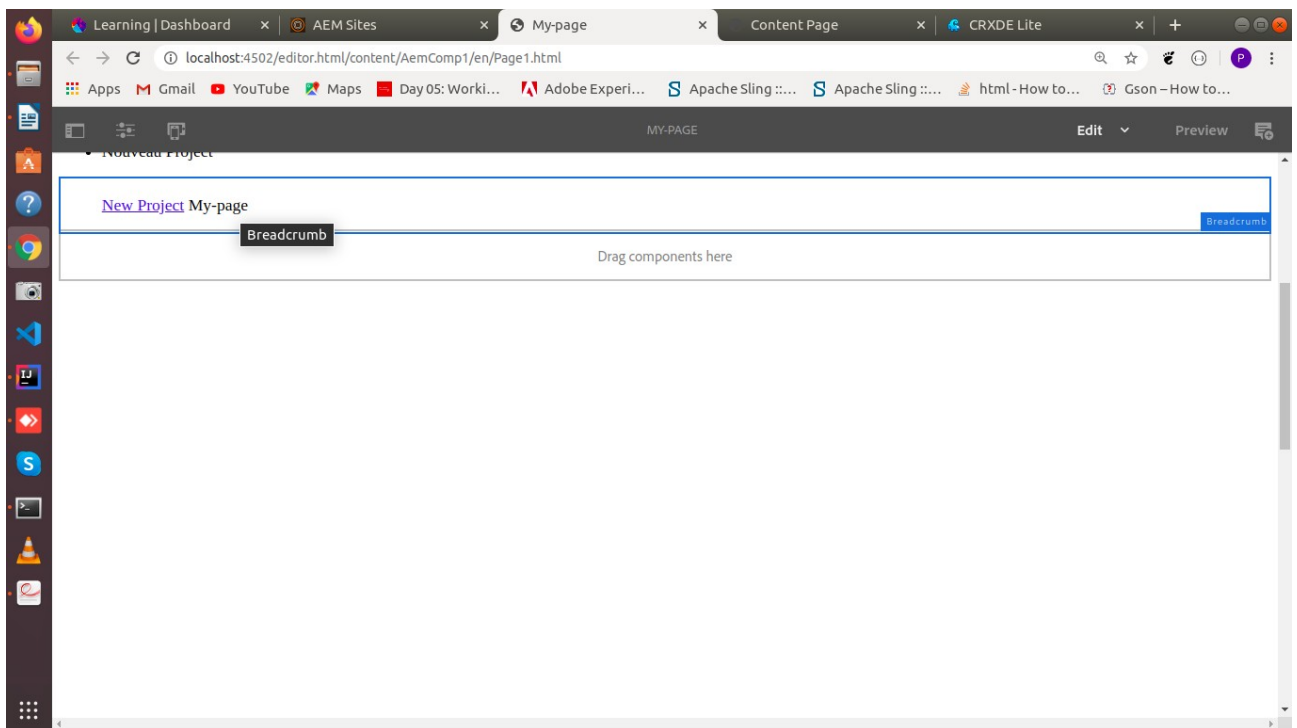 Learning | Dashboard
AEM Sites
My-page
Content Page
CRXDE Lite
localhost:4502/editor.html/content/AemComp1/en/Page1.html
P
Apps
Gmail
YouTube
Maps
Day 05: Worki...
Adobe Experi...
Apache Sling ::...
Apache Sling ::...
html - How to...
Gson – How to...
MY-PAGE
Edit
Preview
Nouveau Project
New Project My-page
Breadcrumb
Breadcrumb
Drag components here